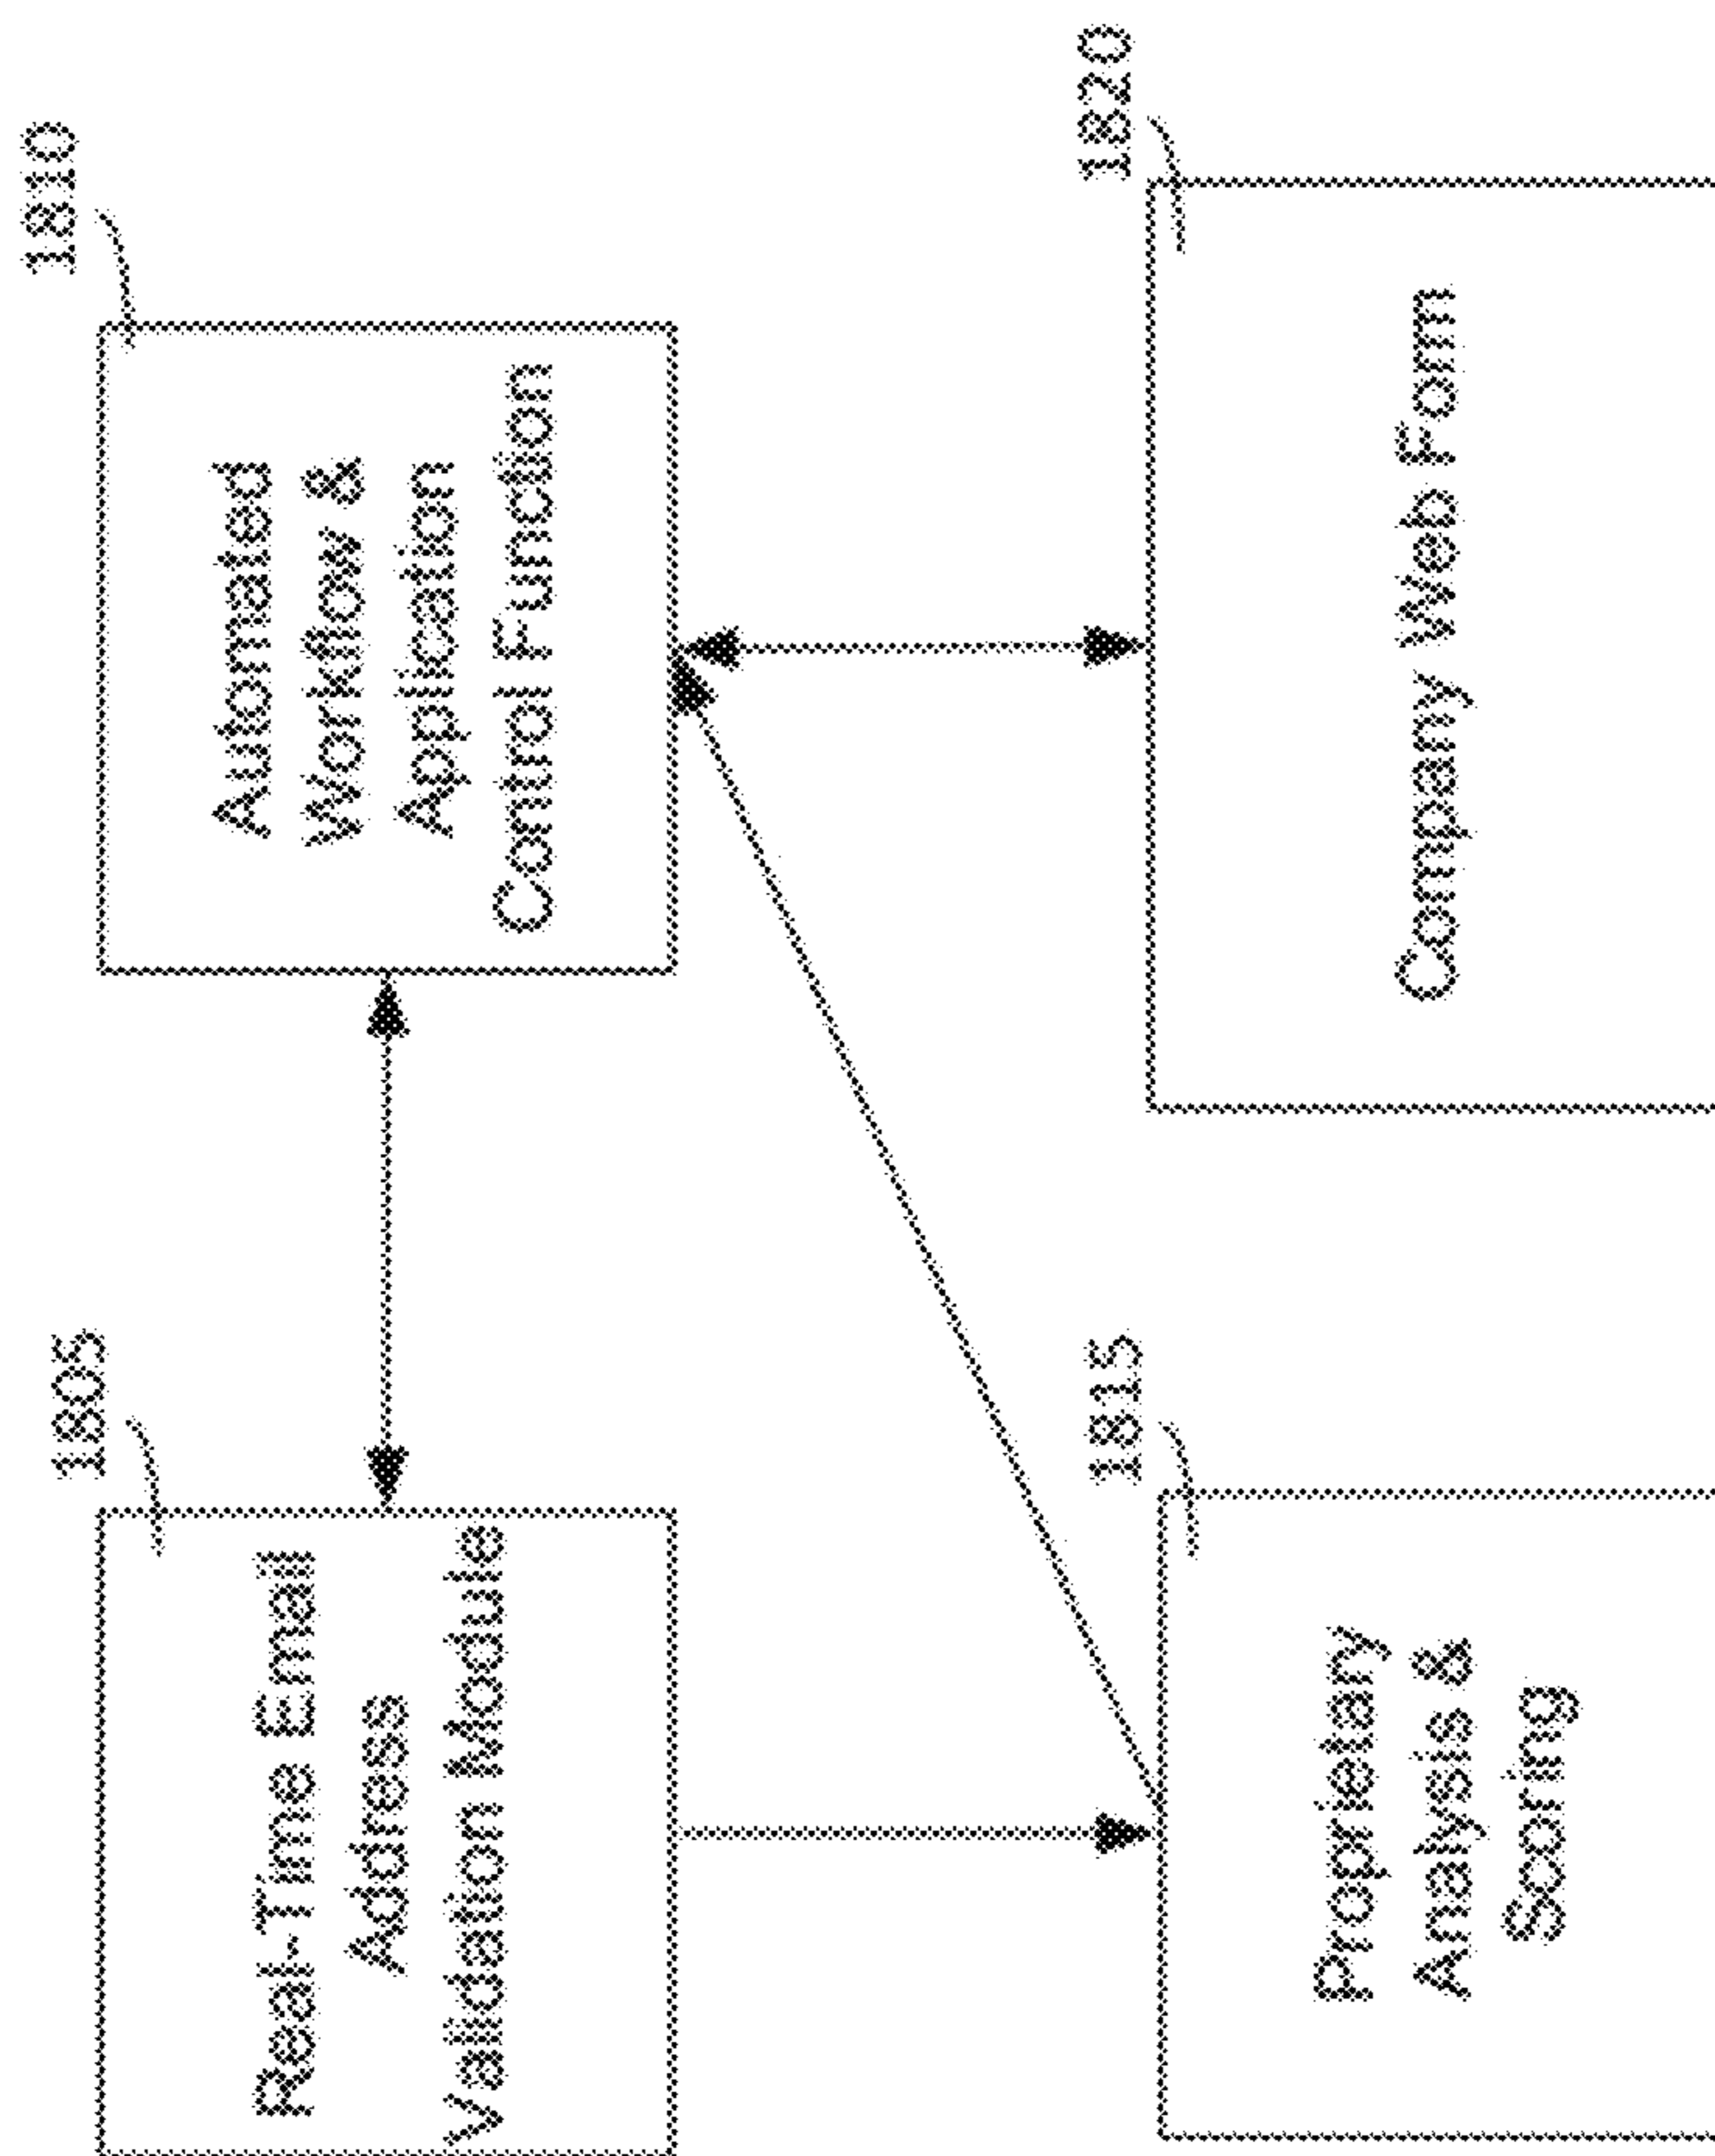 1805
Real-Time Email
Address
Validation Module
1810
Automated
Workflow &
Application
Control Function
1815
Proprietary
Analysis &
Scoring
1820
Company Web Form